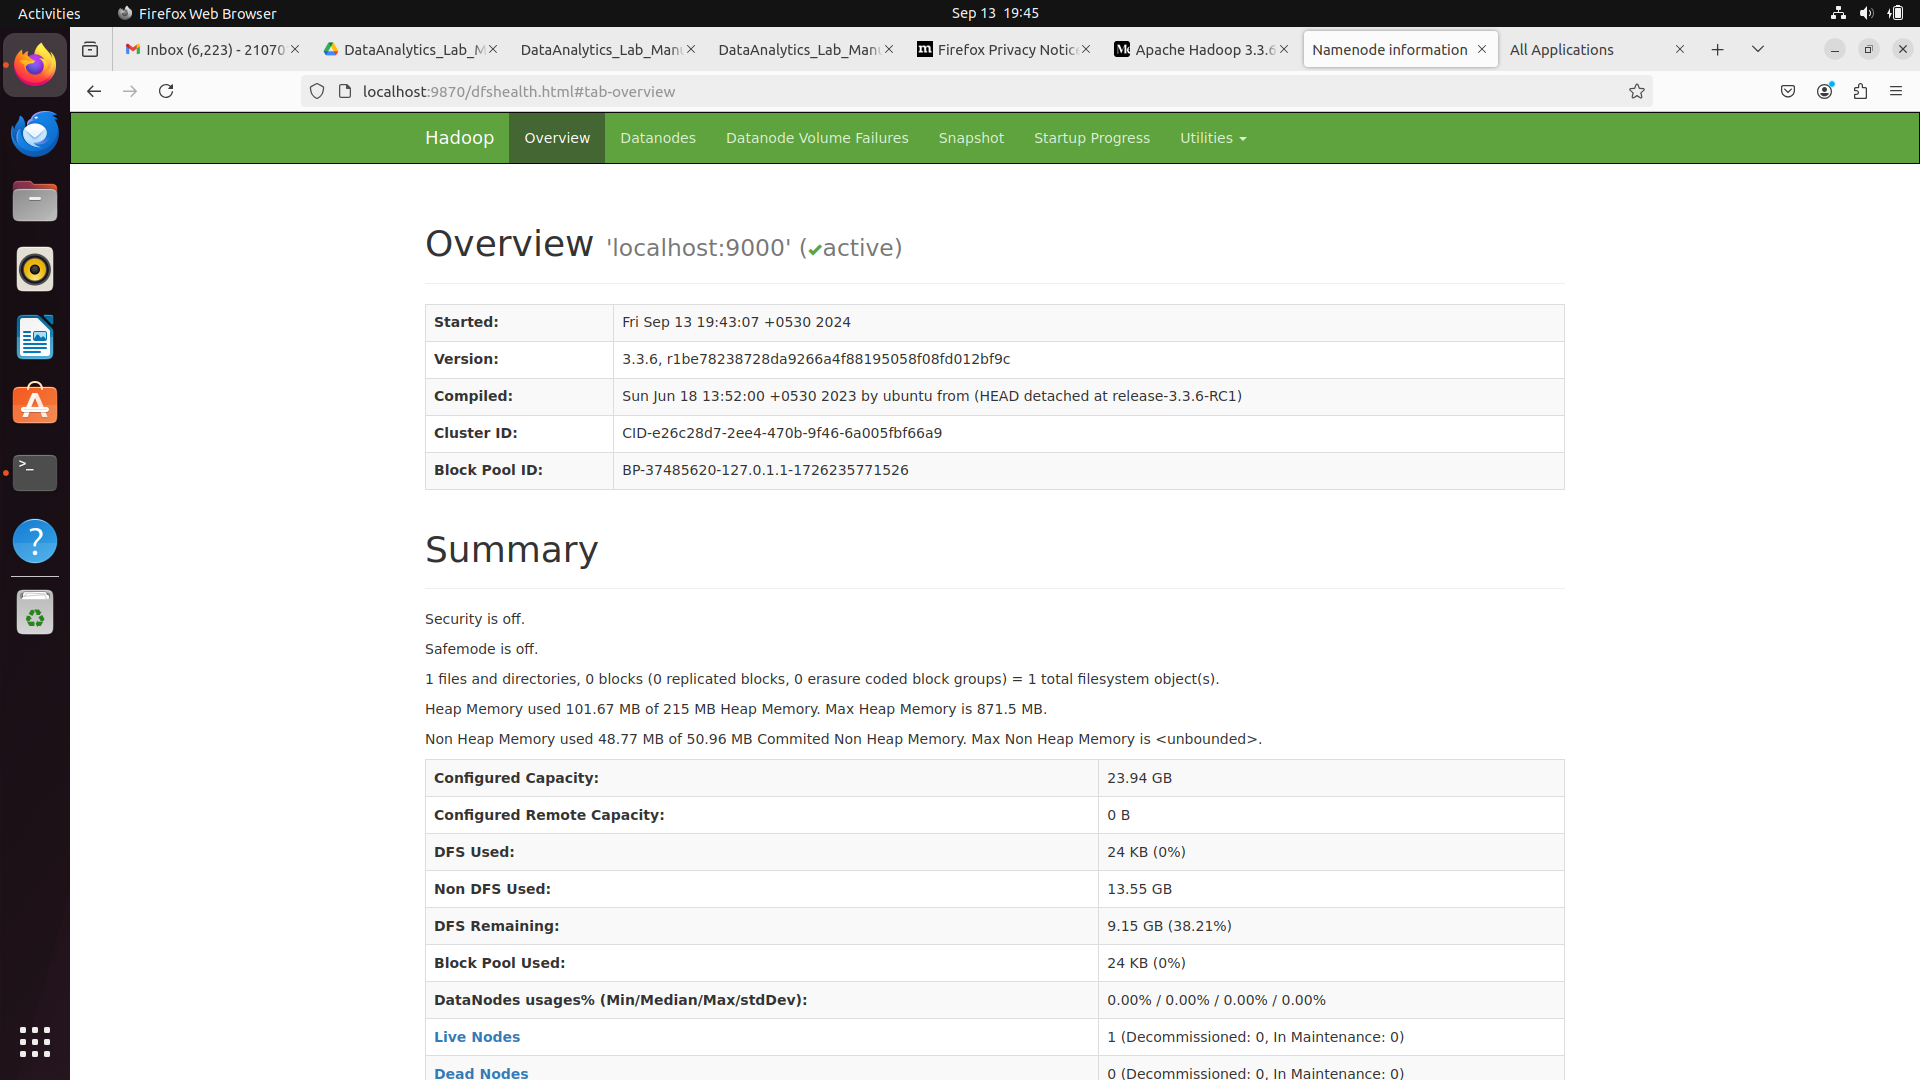 Activities
Firefox Web Browser
Sep 13 19:45
Inbox (6,223) - 21070
DataAnalytics_Lab_M
DataAnalytics_Lab_Manu
DataAnalytics_Lab_Manu
Firefox Privacy Notice
Apache Hadoop 3.3.6
Namenode information
All Applications
localhost:9870/dfshealth.html#tab-overview
Hadoop
Overview
Datanodes
Datanode Volume Failures
Snapshot
Startup Progress
Utilities
Overview 'localhost:9000' (✔active)
Started: Fri Sep 13 19:43:07 +0530 2024
Version: 3.3.6, r1be78238728da9266a4f88195058f08fd012bf9c
Compiled: Sun Jun 18 13:52:00 +0530 2023 by ubuntu from (HEAD detached at release-3.3.6-RC1)
Cluster ID: CID-e26c28d7-2ee4-470b-9f46-6a005fbf66a9
Block Pool ID: BP-37485620-127.0.1.1-1726235771526
Summary
Security is off.
Safemode is off.
1 files and directories, 0 blocks (0 replicated blocks, 0 erasure coded block groups) = 1 total filesystem object(s).
Heap Memory used 101.67 MB of 215 MB Heap Memory. Max Heap Memory is 871.5 MB.
Non Heap Memory used 48.77 MB of 50.96 MB Commited Non Heap Memory. Max Non Heap Memory is <unbounded>.
Configured Capacity: 23.94 GB
Configured Remote Capacity: 0 B
DFS Used: 24 KB (0%)
Non DFS Used: 13.55 GB
DFS Remaining: 9.15 GB (38.21%)
Block Pool Used: 24 KB (0%)
DataNodes usages% (Min/Median/Max/stdDev): 0.00% / 0.00% / 0.00% / 0.00%
Live Nodes 1 (Decommissioned: 0, In Maintenance: 0)
Dead Nodes 0 (Decommissioned: 0, In Maintenance: 0)